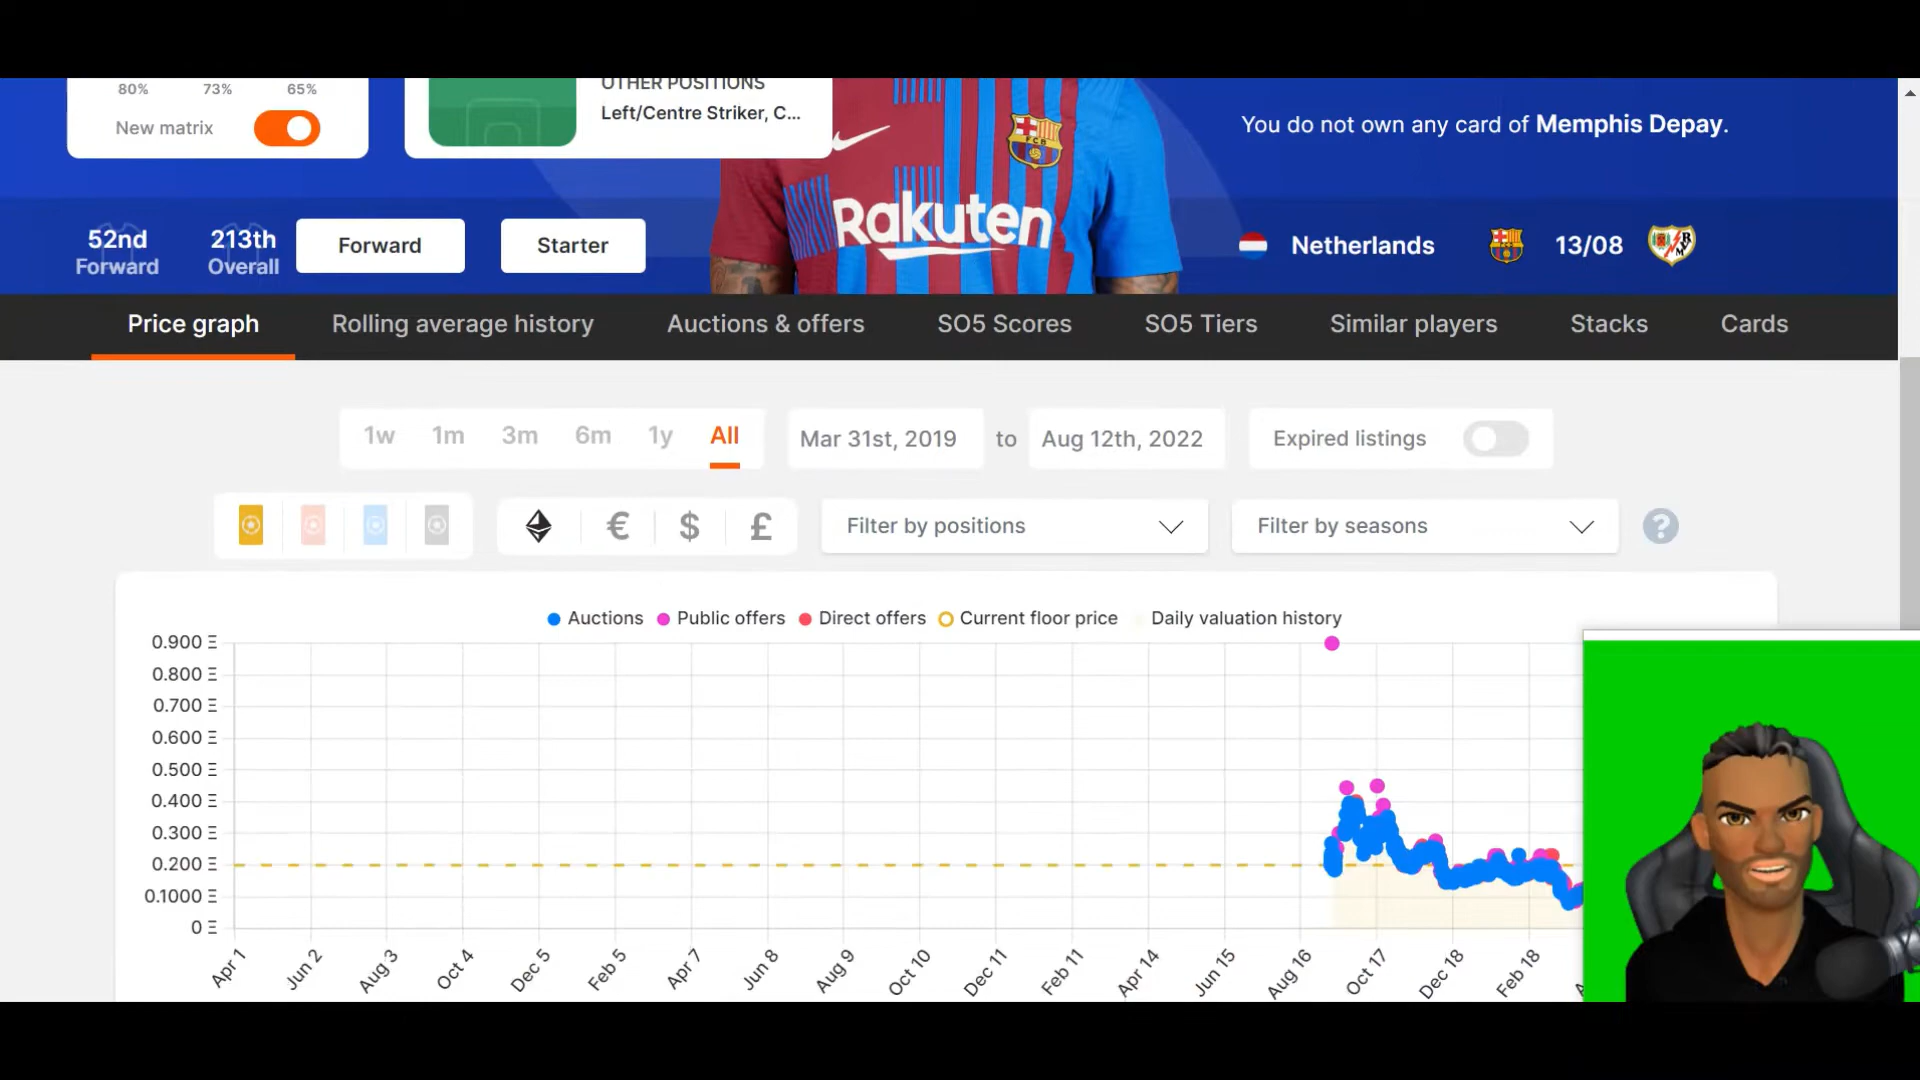 80% 73% 65%
New matrix
OTHER POSITIONS
Left/Centre Striker, C...
You do not own any card of Memphis Depay.
Rakuten
FCB
52nd
Forward
213th
Overall
Forward
Starter
Netherlands
13/08
Price graph
Rolling average history
Auctions & offers
SO5 Scores
SO5 Tiers
Similar players
Stacks
Cards
1w 1m 3m 6m 1y All
Mar 31st, 2019 to Aug 12th, 2022
Expired listings
€ $ £
Filter by positions
Filter by seasons
?
Auctions Public offers Direct offers Current floor price Daily valuation history
0.900 Ξ
0.800 Ξ
0.700 Ξ
0.600 Ξ
0.500 Ξ
0.400 Ξ
0.300 Ξ
0.200 Ξ
0.1000 Ξ
0 Ξ
Apr 1 Jun 2 Aug 3 Oct 4 Dec 5 Feb 5 Apr 7 Jun 8 Aug 9 Oct 10 Dec 11 Feb 11 Apr 14 Jun 15 Aug 16 Oct 17 Dec 18 Feb 18